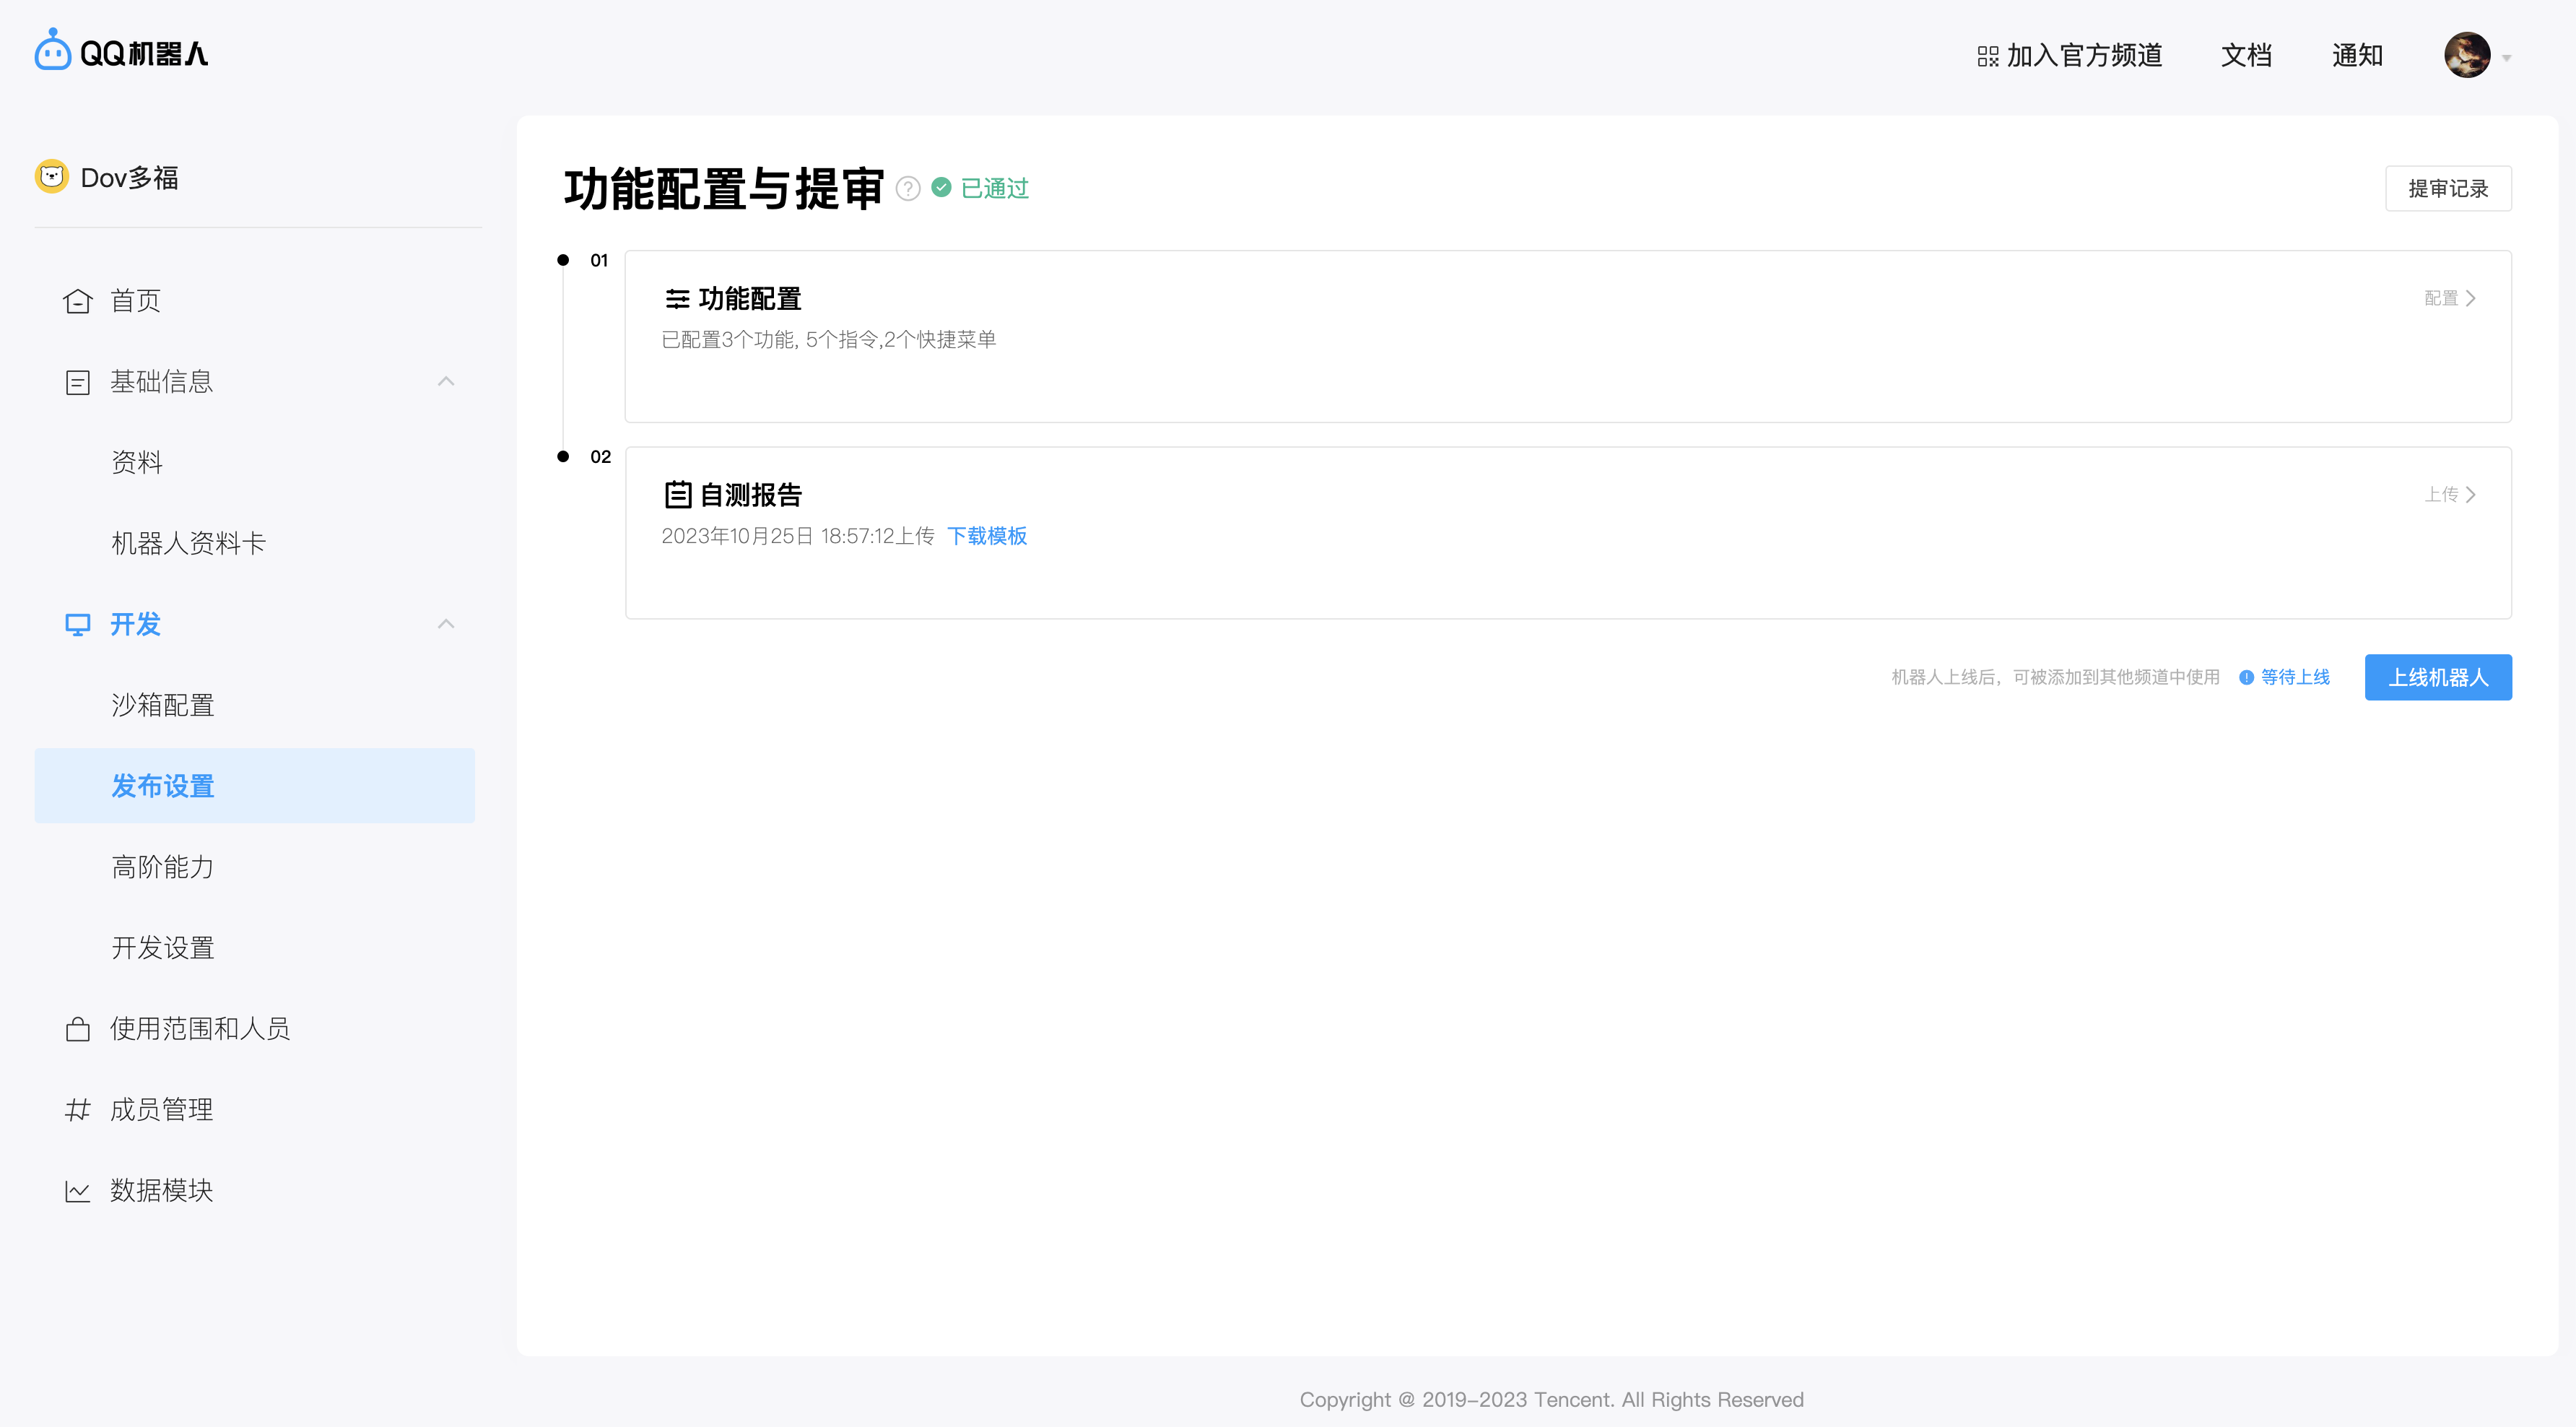 QQ机器人
加入官方频道 文档 通知
Dov多福
首页
基础信息
资料
机器人资料卡
开发
沙箱配置
发布设置
高阶能力
开发设置
使用范围和人员
成员管理
数据模块
功能配置与提审 ? 已通过
提审记录
01
功能配置
配置
已配置3个功能, 5个指令,2个快捷菜单
02
自测报告
上传
2023年10月25日 18:57:12上传 下载模板
机器人上线后，可被添加到其他频道中使用 等待上线 上线机器人
Copyright @ 2019-2023 Tencent. All Rights Reserved